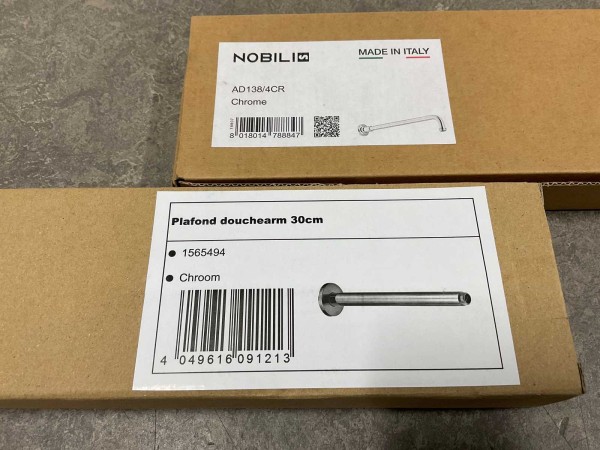 NOBILI S
MADE IN ITALY
AD138/4CR
Chrome
8 018014 788847
Plafond douchearm 30cm
1565494
Chroom
4 049616 091213